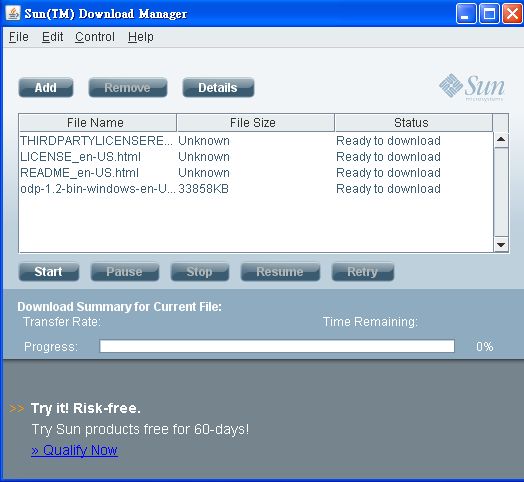 Sun(TM) Download Manager
File Edit Control Help
Add Remove Details
Sun
microsystems
File Name File Size Status
THIRDPARTYLICENSERE... Unknown Ready to download
LICENSE_en-US.html Unknown Ready to download
README_en-US.html Unknown Ready to download
odp-1.2-bin-windows-en-U... 33858KB Ready to download
Start Pause Stop Resume Retry
Download Summary for Current File:
Transfer Rate: Time Remaining:
Progress: 0%
>> Try it! Risk-free.
Try Sun products free for 60-days!
» Qualify Now